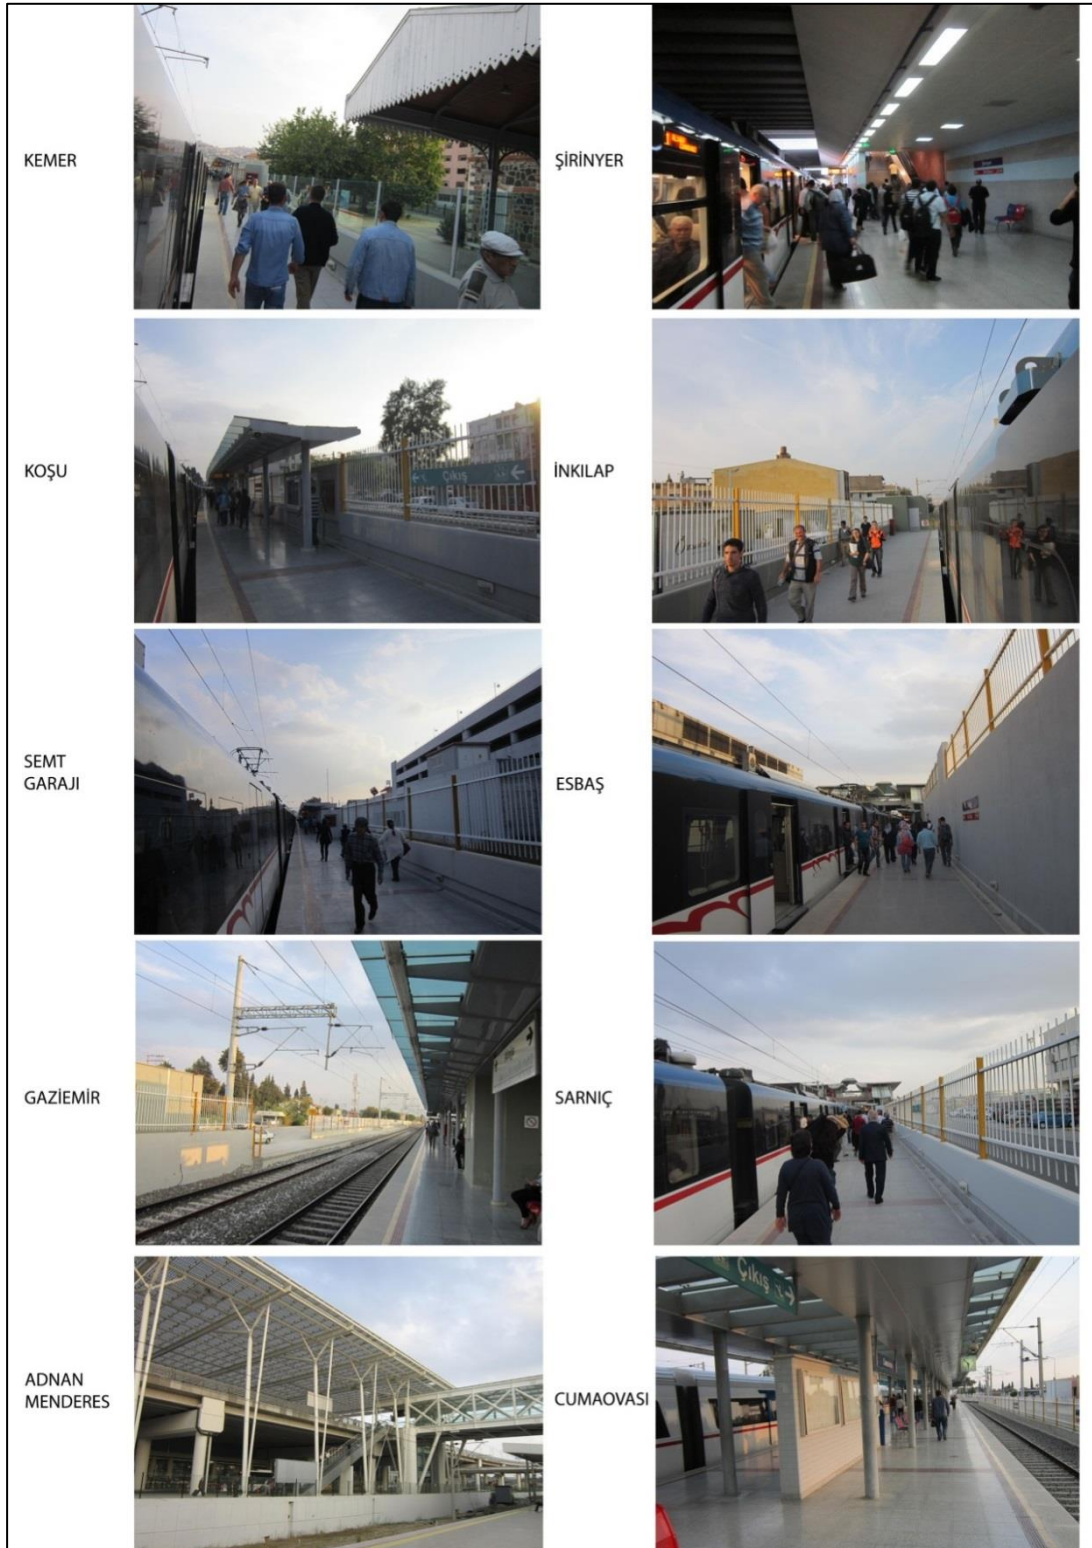 KEMER
ŞİRİNYER
KOŞU
Çıkış
İNKILAP
SEMT
GARAJI
ESBAŞ
GAZİEMİR
SARNIÇ
ADNAN
MENDERES
Çıkış
CUMAOVASI